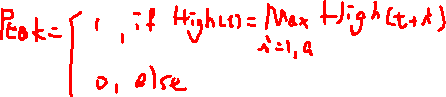 Peak = { 1, if High(t) = Max High(t+i)
i=1, a
0, else